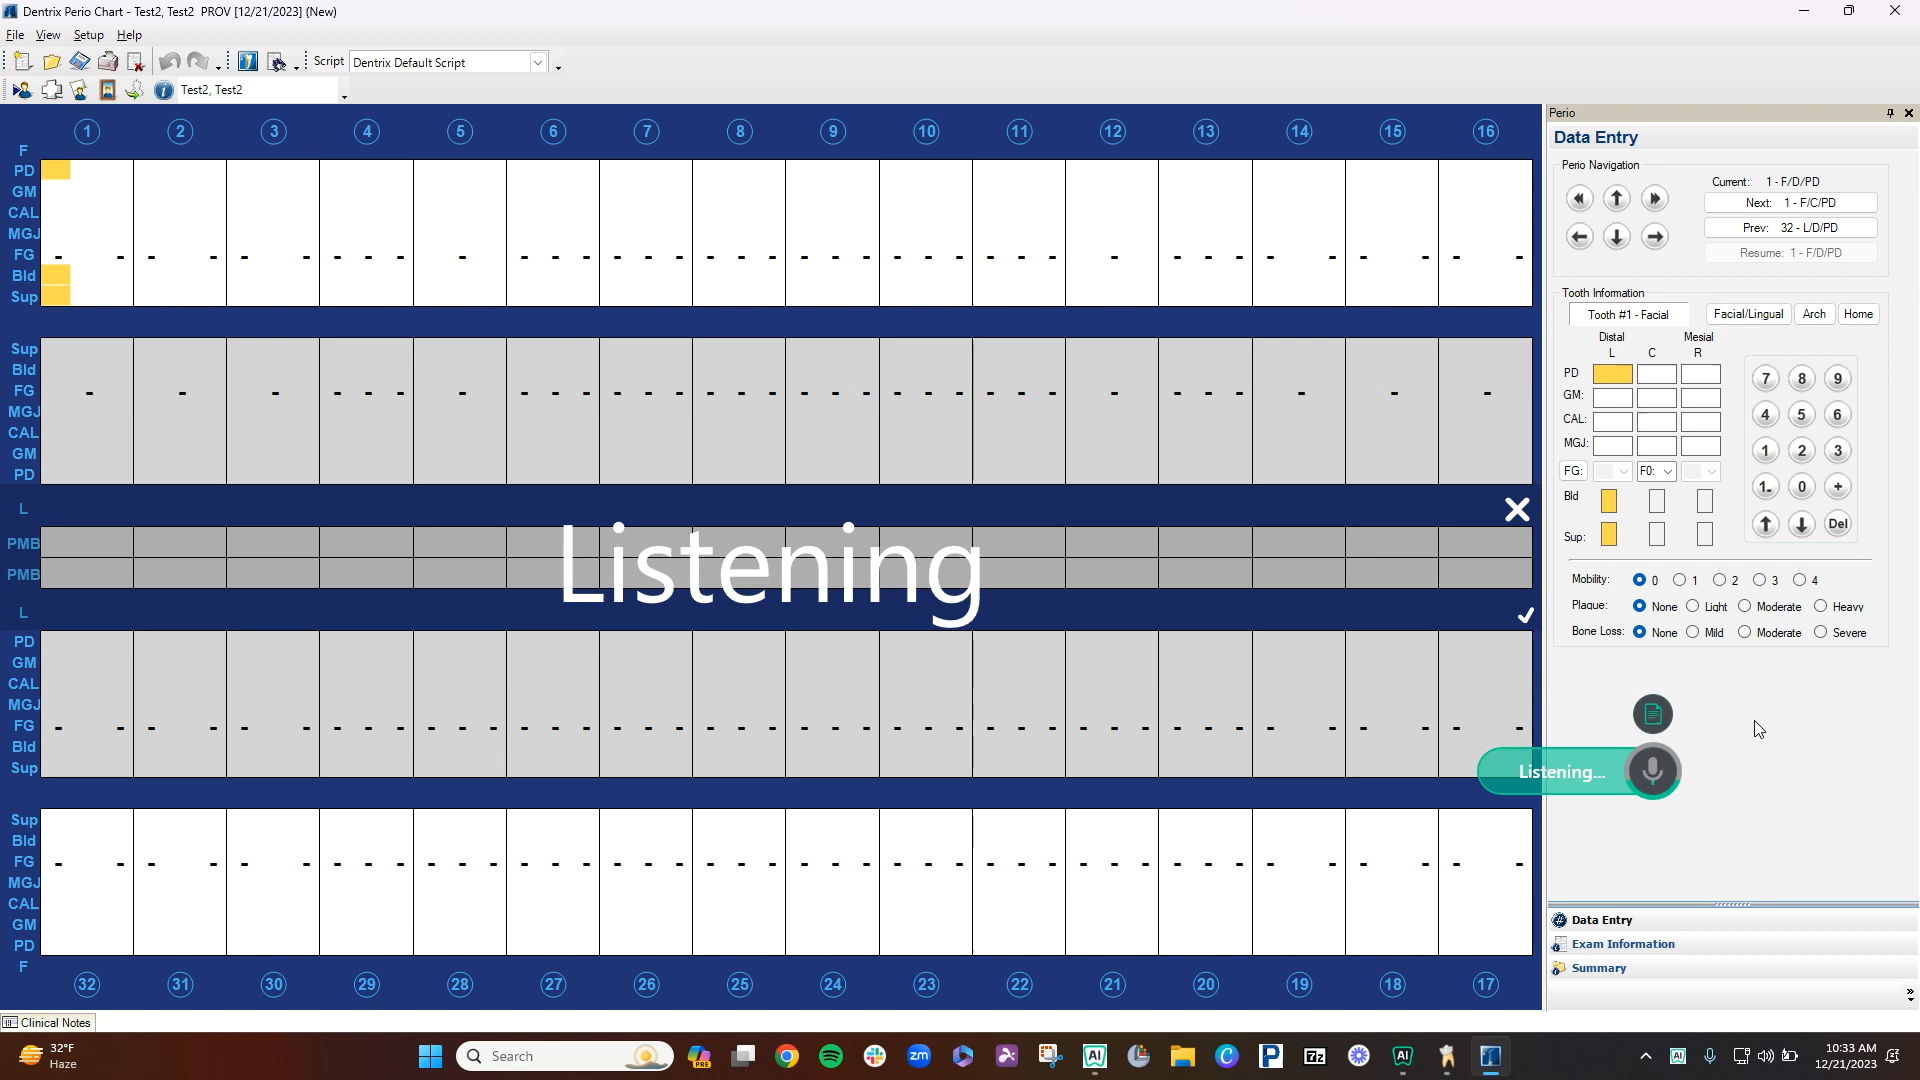 Dentrix Perio Chart - Test2, Test2 PROV [12/21/2023] (New)
File View Setup Help
Script Dentrix Default Script
Test2, Test2
1 2 3 4 5 6 7 8 9 10 11 12 13 14 15 16
F
PD
GM
CAL
MGJ
FG - - - - - - - - - - - - - - - - - - - - - - - - - - - - - - - - - - - - - -
Bld
Sup
Sup
Bld
FG - - - - - - - - - - - - - - - - - - - - - - - - - - - - - - - - - -
MGJ
CAL
GM
PD
L
PMB
PMB
Listening
L
PD
GM
CAL
MGJ
FG - - - - - - - - - - - - - - - - - - - - - - - - - - - - - - - - - - - - - - - - - -
Bld
Sup
Sup
Bld
FG - - - - - - - - - - - - - - - - - - - - - - - - - - - - - - - - - - - - - - - - - -
MGJ
CAL
GM
PD
F
32 31 30 29 28 27 26 25 24 23 22 21 20 19 18 17
Clinical Notes
Perio
Data Entry
Perio Navigation
Current: 1 - F/D/PD
Next: 1 - F/C/PD
Prev: 32 - L/D/PD
Resume: 1 - F/D/PD
Tooth Information
Tooth #1 - Facial Facial/Lingual Arch Home
Distal Mesial
L C R
PD
GM:
CAL:
MGJ:
FG: F0:
Bld
Sup:
7 8 9
4 5 6
1 2 3
1_ 0 +
Del
Mobility: 0 1 2 3 4
Plaque: None Light Moderate Heavy
Bone Loss: None Mild Moderate Severe
Listening...
Data Entry
Exam Information
Summary
32°F
Haze
Search
PRE
zm
AI
P
7z
AI
AI
10:33 AM
12/21/2023